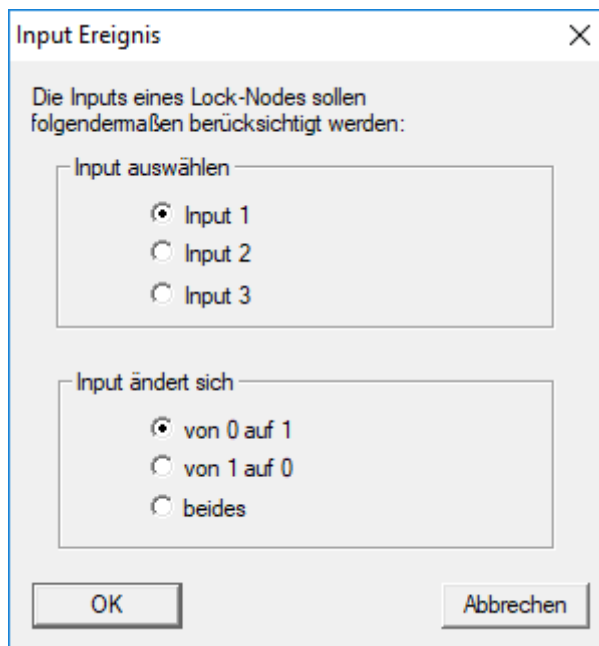 Input Ereignis
Die Inputs eines Lock-Nodes sollen
folgendermaßen berücksichtigt werden:
Input auswählen
Input 1
Input 2
Input 3
Input ändert sich
von 0 auf 1
von 1 auf 0
beides
OK
Abbrechen